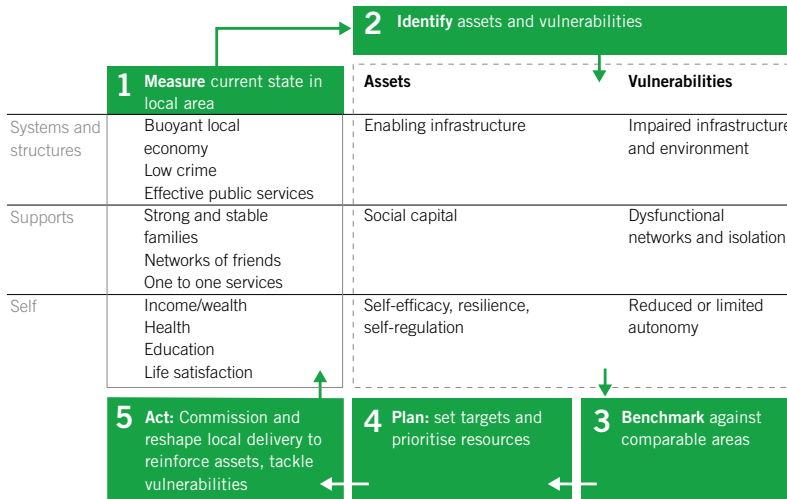 2 Identify assets and vulnerabilities
1 Measure current state in
local area
Assets
Vulnerabilities
Systems and
structures
Buoyant local
economy
Low crime
Effective public services
Enabling infrastructure
Impaired infrastructure
and environment
Supports
Strong and stable
families
Networks of friends
One to one services
Social capital
Dysfunctional
networks and isolation
Self
Income/wealth
Health
Education
Life satisfaction
Self-efficacy, resilience,
self-regulation
Reduced or limited
autonomy
5 Act: Commission and
reshape local delivery to
reinforce assets, tackle
vulnerabilities
4 Plan: set targets and
prioritise resources
3 Benchmark against
comparable areas